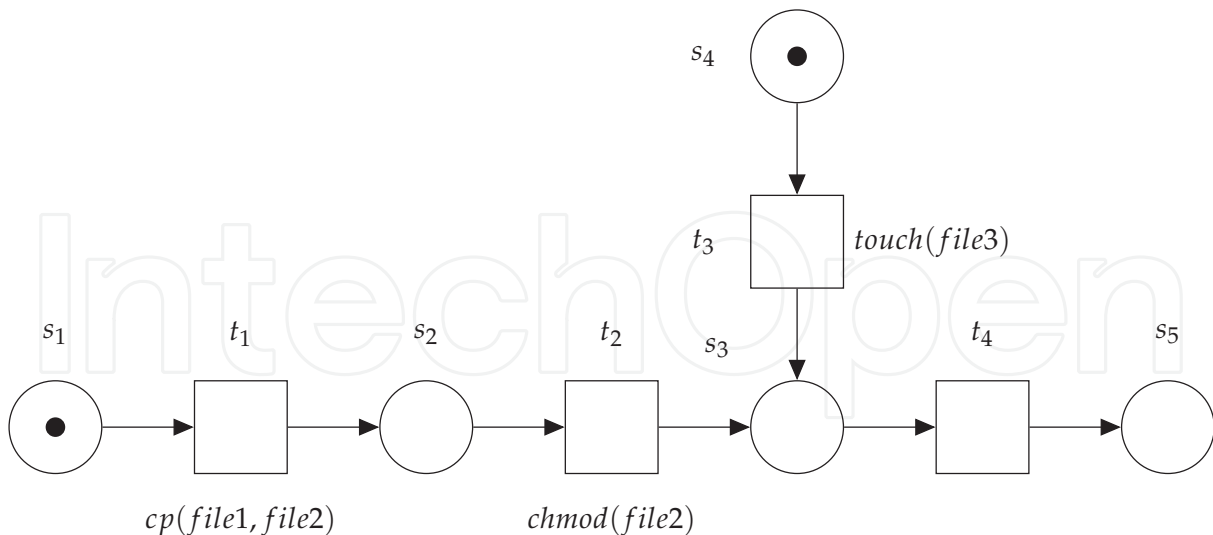 s4
t3 touch(file3)
s1 t1 s2 t2 s3 t4 s5
cp(file1, file2) chmod(file2)
IntechOpen